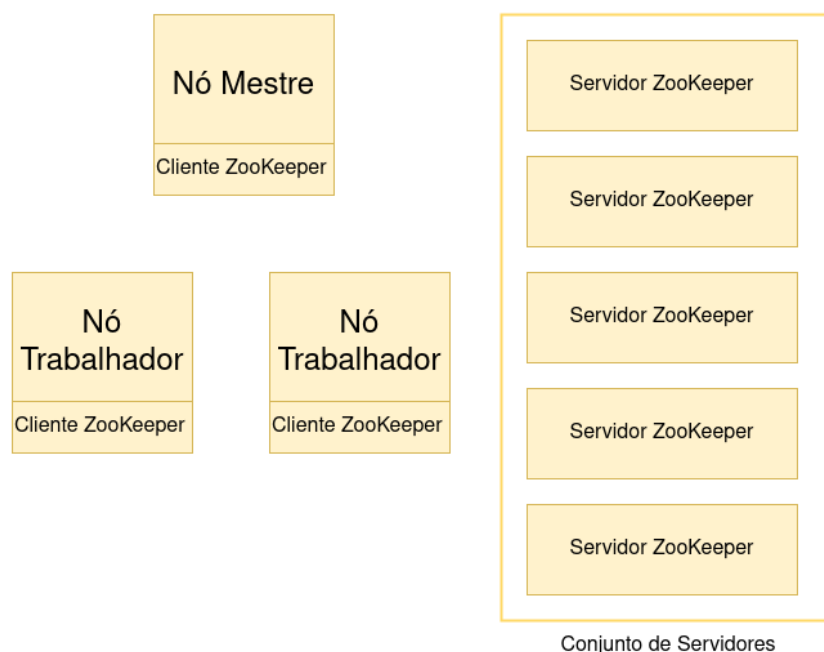 Nó Mestre
Cliente ZooKeeper
Nó
Trabalhador
Cliente ZooKeeper
Nó
Trabalhador
Cliente ZooKeeper
Servidor ZooKeeper
Servidor ZooKeeper
Servidor ZooKeeper
Servidor ZooKeeper
Servidor ZooKeeper
Conjunto de Servidores